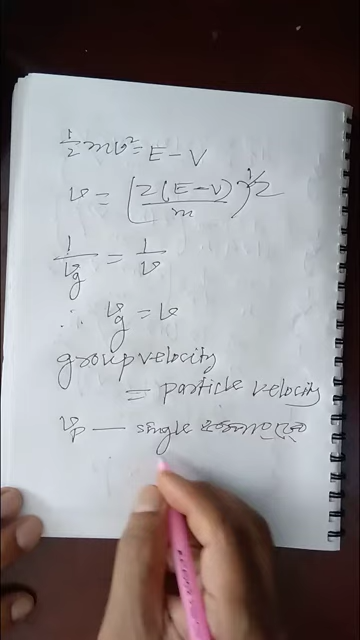 ½mv² = E − V
v = (2(E−V)/m)^1/2
1/v_g = 1/v
∴ v_g = v
group velocity
= particle velocity
v_p — single